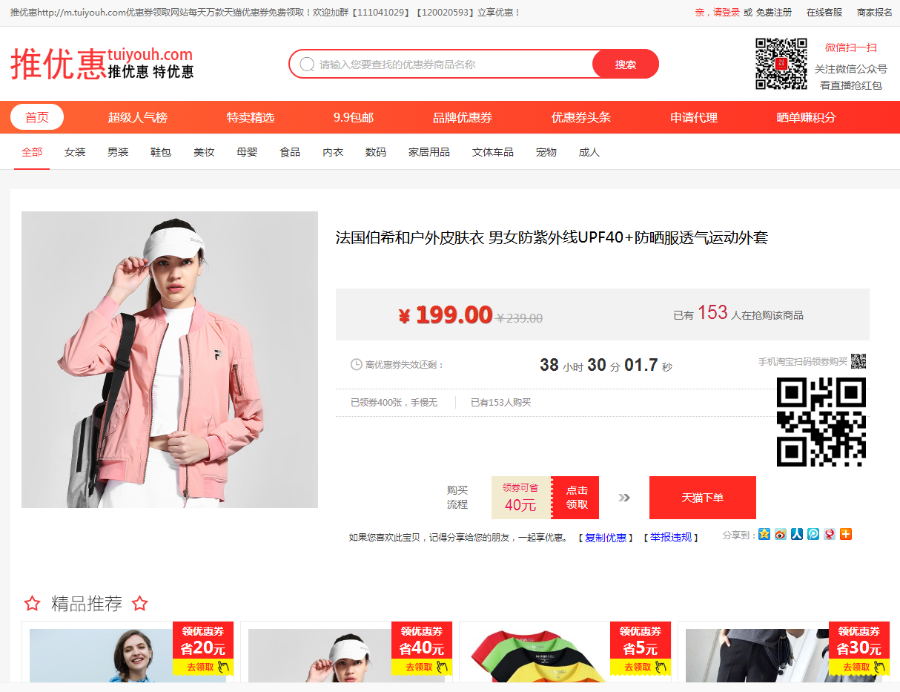 推优惠http://m.tuiyouh.com优惠券领取网站每天万款天猫优惠券免费领取！欢迎加群【111041029】【120020593】立享优惠！
亲，请登录 或 免费注册 在线客服 商家报名
推优惠 tuiyouh.com
推优惠 特优惠
请输入您要查找的优惠券商品名称 搜索
微信扫一扫
关注微信公众号
看直播抢红包
首页 超级人气榜 特卖精选 9.9包邮 品牌优惠券 优惠券头条 申请代理 晒单赚积分
全部 女装 男装 鞋包 美妆 母婴 食品 内衣 数码 家居用品 文体车品 宠物 成人
法国伯希和户外皮肤衣 男女防紫外线UPF40+防晒服透气运动外套
¥ 199.00 ¥ 239.00
已有 153 人在抢购该商品
离优惠券失效还剩：
38 小时 30 分 01.7 秒
手机淘宝扫码领券购买
已领券400张，手慢无 已有153人购买
购买
流程
领券可省
40元
点击
领取
天猫下单
如果您喜欢此宝贝，记得分享给您的朋友，一起享优惠。 【复制优惠】 【举报违规】
分享到：
精品推荐
领优惠券
省20元
去领取
领优惠券
省40元
去领取
领优惠券
省5元
去领取
领优惠券
省30元
去领取